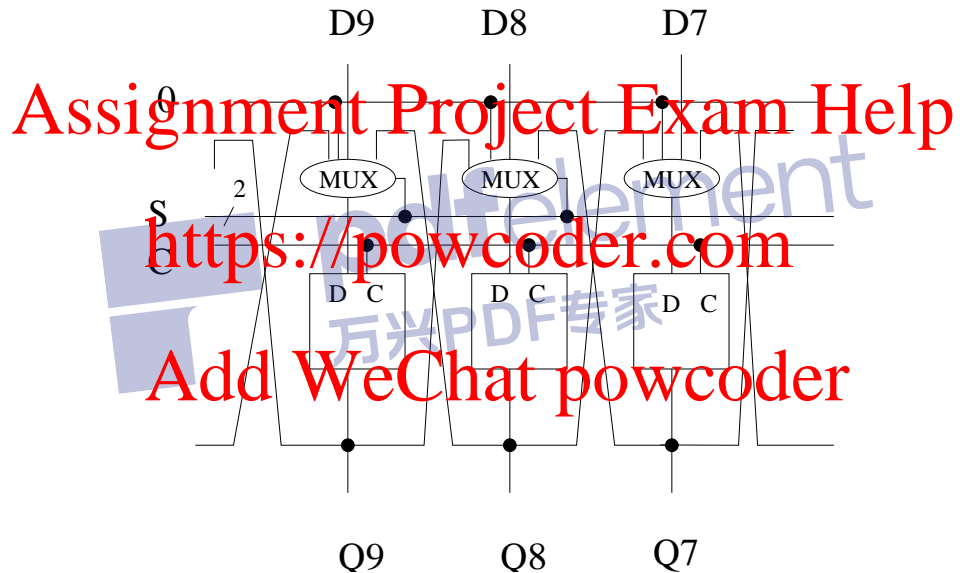 D9 D8 D7
0
Assignment Project Exam Help
MUX MUX MUX
2
S
pdfelement
https://powcoder.com
C
D C D C D C
万兴PDF专家
Add WeChat powcoder
Q9 Q8 Q7